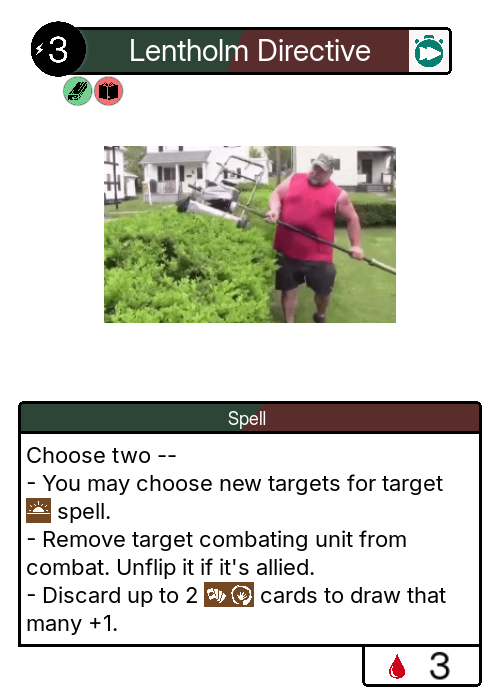 3
Lentholm Directive
Spell
Choose two --
- You may choose new targets for target
spell.
- Remove target combating unit from
combat. Unflip it if it's allied.
- Discard up to 2 cards to draw that
many +1.
3